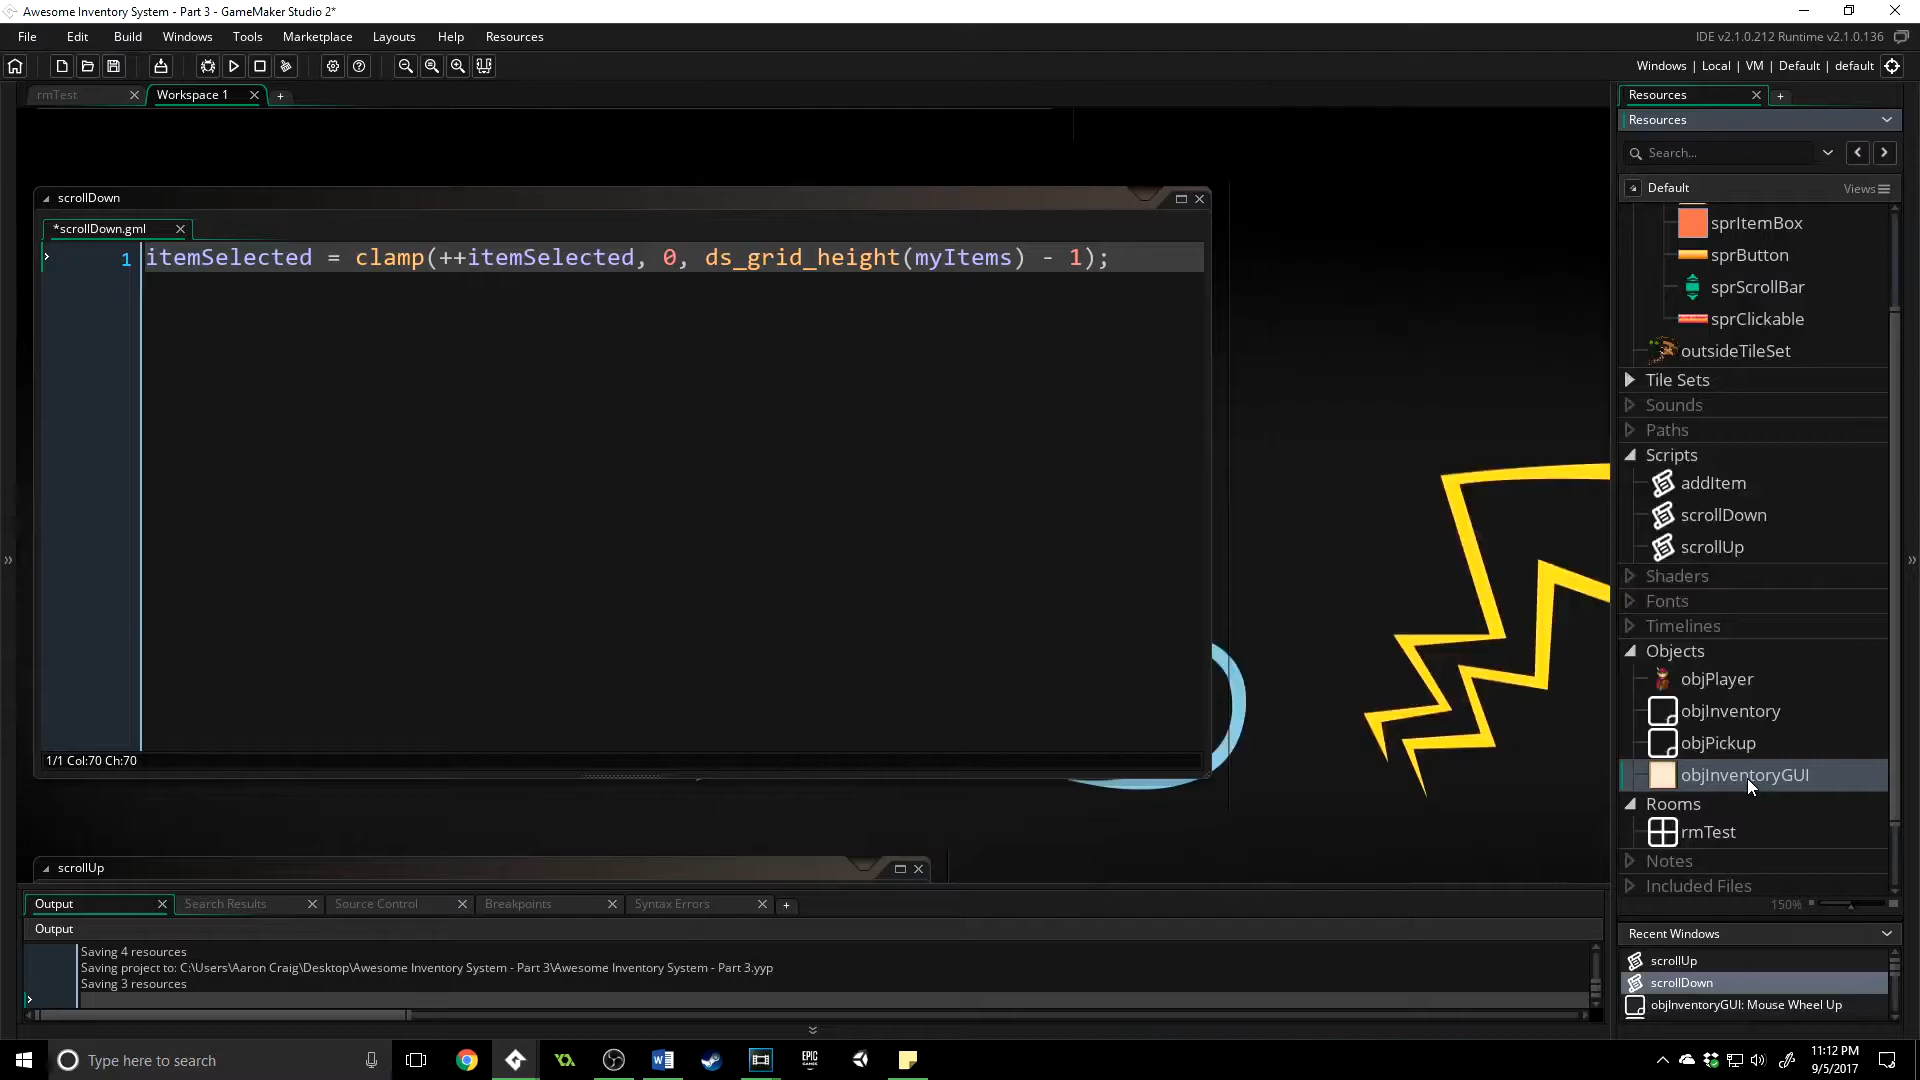 Awesome Inventory System - Part 3 - GameMaker Studio 2*
File Edit Build Windows Tools Marketplace Layouts Help Resources
IDE v2.1.0.212 Runtime v2.1.0.136
Windows | Local | VM | Default | default
rmTest
Workspace 1
Resources
Resources
Search...
Default
Views
scrollDown
*scrollDown.gml
1 itemSelected = clamp(++itemSelected, 0, ds_grid_height(myItems) - 1);
1/1 Col:70 Ch:70
scrollUp
sprItemBox
sprButton
sprScrollBar
sprClickable
outsideTileSet
Tile Sets
Sounds
Paths
Scripts
addItem
scrollDown
scrollUp
Shaders
Fonts
Timelines
Objects
objPlayer
objInventory
objPickup
objInventoryGUI
Rooms
rmTest
Notes
Included Files
150%
Output Search Results Source Control Breakpoints Syntax Errors
Output
Saving 4 resources
Saving project to: C:\Users\Aaron Craig\Desktop\Awesome Inventory System - Part 3\Awesome Inventory System - Part 3.yyp
Saving 3 resources
Recent Windows
scrollUp
scrollDown
objInventoryGUI: Mouse Wheel Up
Type here to search
EPIC GAMES
11:12 PM
9/5/2017